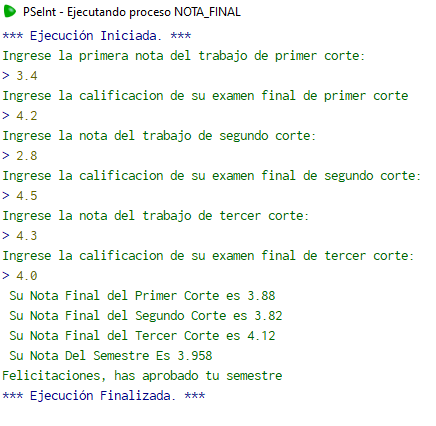 PSeInt - Ejecutando proceso NOTA_FINAL
*** Ejecución Iniciada. ***
Ingrese la primera nota del trabajo de primer corte:
> 3.4
Ingrese la calificacion de su examen final de primer corte
> 4.2
Ingrese la nota del trabajo de segundo corte:
> 2.8
Ingrese la calificacion de su examen final de segundo corte:
> 4.5
Ingrese la nota del trabajo de tercer corte:
> 4.3
Ingrese la calificacion de su examen final de tercer corte:
> 4.0
Su Nota Final del Primer Corte es 3.88
Su Nota Final del Segundo Corte es 3.82
Su Nota Final del Tercer Corte es 4.12
Su Nota Del Semestre Es 3.958
Felicitaciones, has aprobado tu semestre
*** Ejecución Finalizada. ***